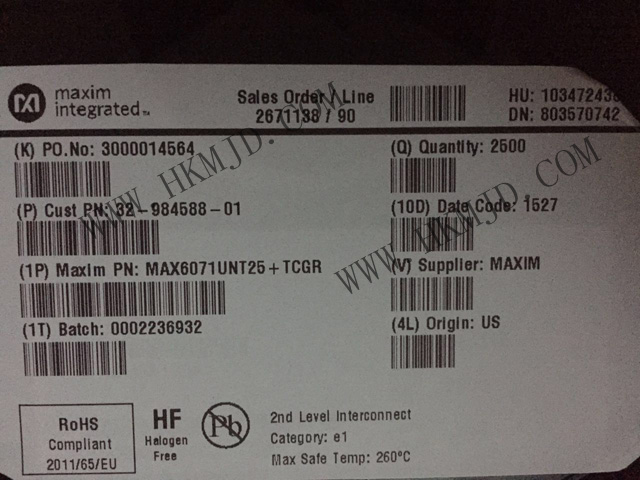 maxim
integrated™
Sales Order / Line
2671138 / 90
DN: 803570742
(K) PO.No: 3000014564
(Q) Quantity: 2500
(P) Cust PN: 32-984588-01
(10D) Date Code: 1527
(1P) Maxim PN: MAX6071UNT25+TCGR
(V) Supplier: MAXIM
(1T) Batch: 0002236932
(4L) Origin: US
RoHS
Compliant
2011/65/EU
HF
Halogen
Free
Pb
2nd Level Interconnect
Category: e1
Max Safe Temp: 260°C
WWW.HKMJD.COM
WWW.HKMJD.COM